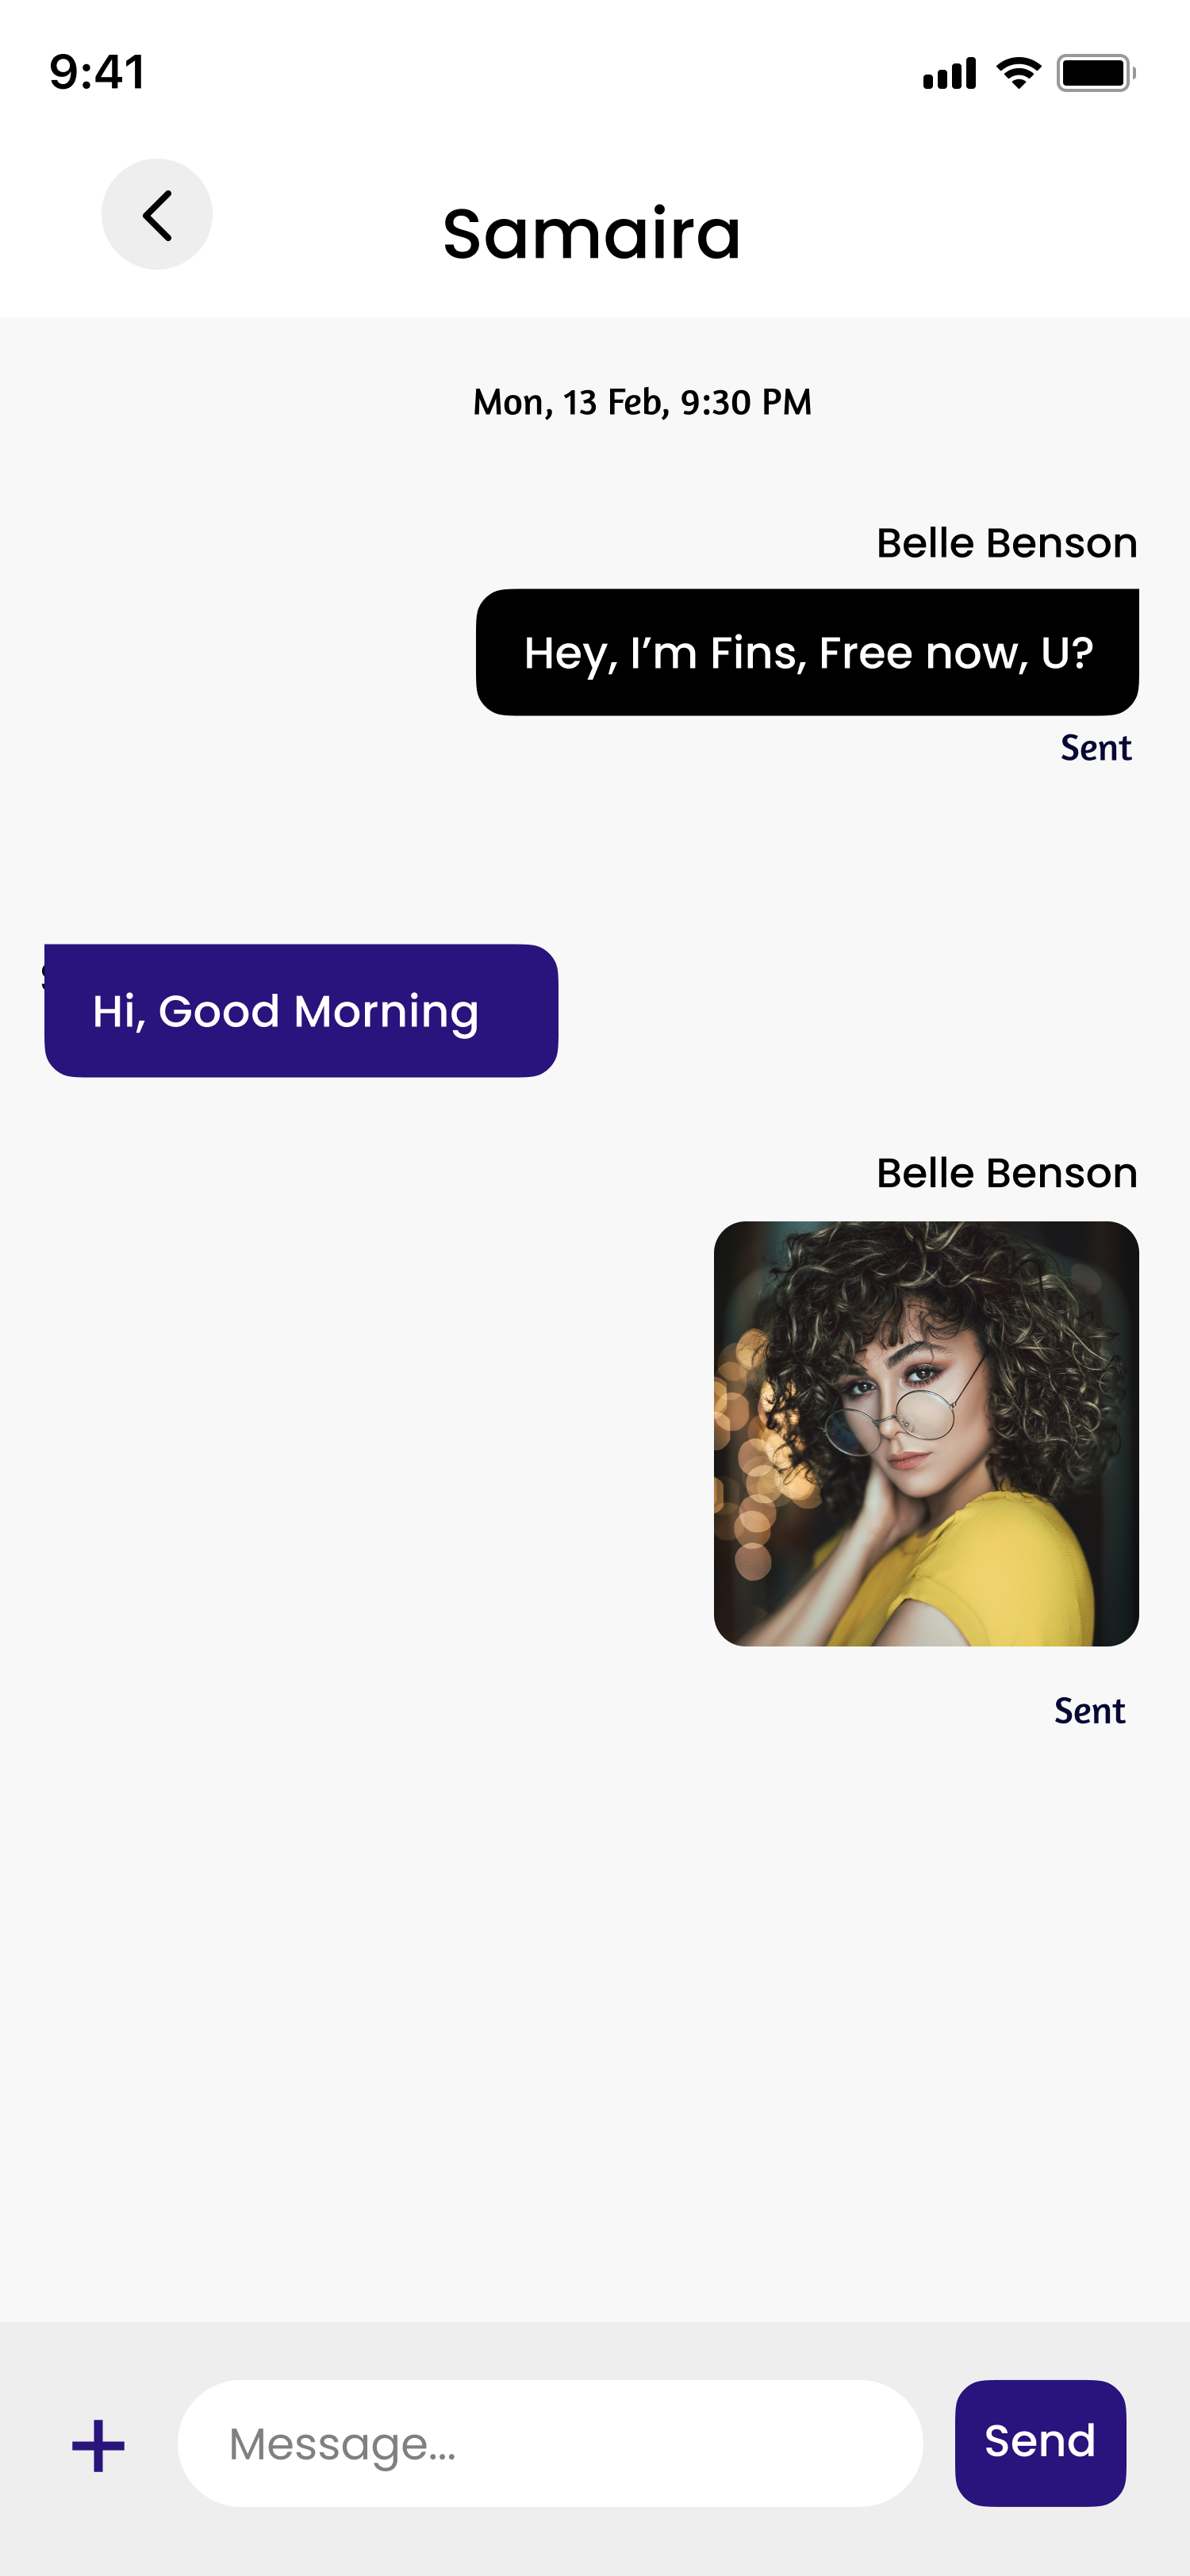 9:41
Samaira
Mon, 13 Feb, 9:30 PM
Belle Benson
Hey, I’m Fins, Free now, U?
Sent
Hi, Good Morning
Belle Benson
Sent
Message...
Send